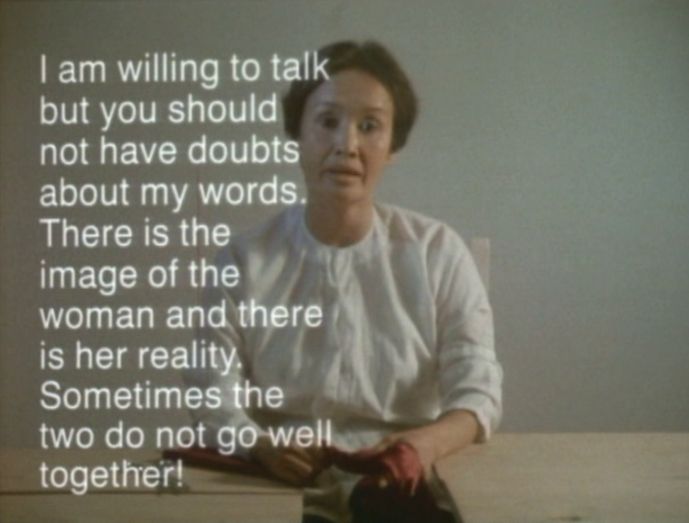 I am willing to talk
but you should
not have doubts
about my words.
There is the
image of the
woman and there
is her reality.
Sometimes the
two do not go well
together!